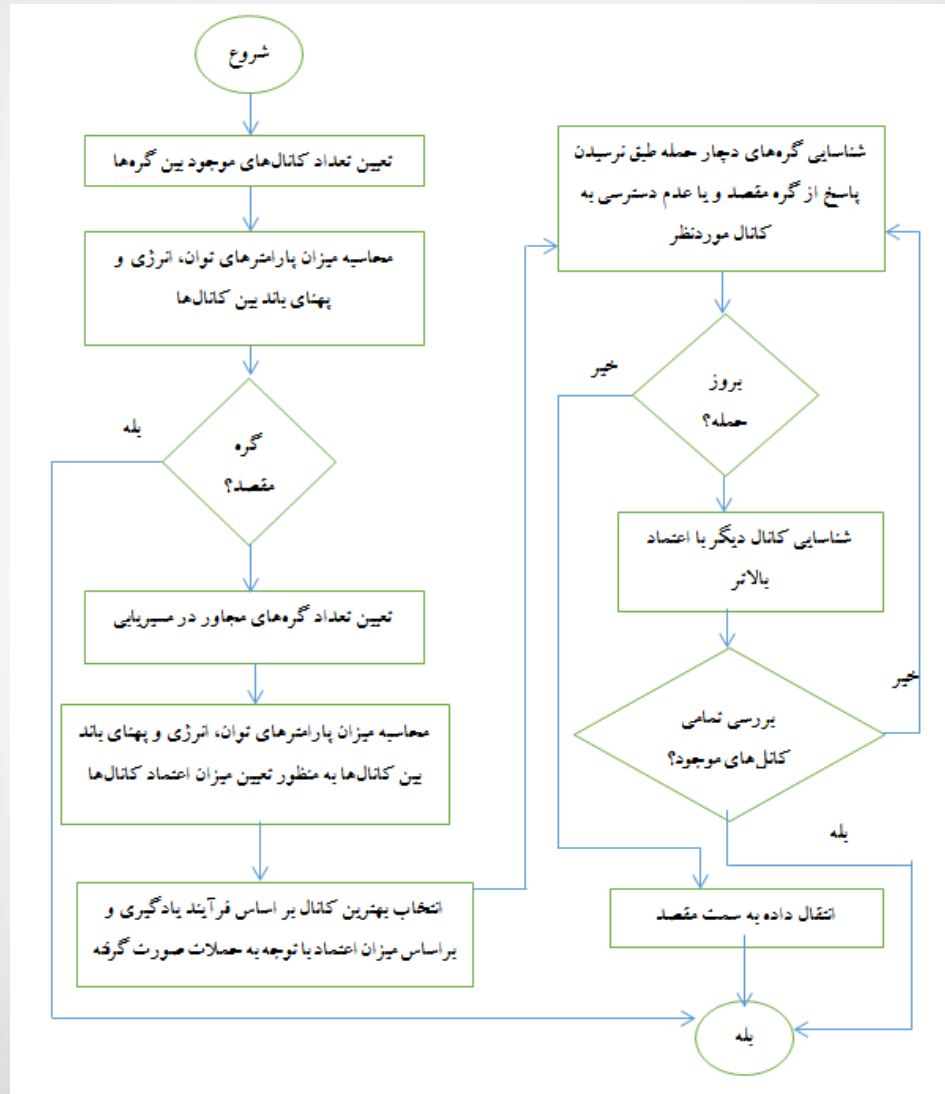 شروع
تعیین تعداد کانال‌های موجود بین گره‌ها
محاسبه میزان پارامترهای توان، انرژی و
پهنای باند بین کانال‌ها
بله
گره
مقصد؟
تعیین تعداد گره‌های مجاور در مسیریابی
محاسبه میزان پارامترهای توان، انرژی و پهنای باند
بین کانال‌ها به منظور تعیین میزان اعتماد کانال‌ها
انتخاب بهترین کانال بر اساس فرآیند یادگیری و
براساس میزان اعتماد با توجه به حملات صورت گرفته
شناسایی گره‌های دچار حمله طبق نرسیدن
پاسخ از گره مقصد و یا عدم دسترسی به
کانال موردنظر
خیر
بروز
حمله؟
شناسایی کانال دیگر با اعتماد
بالاتر
خیر
بررسی تمامی
کانل‌های موجود؟
بله
انتقال داده به سمت مقصد
بله